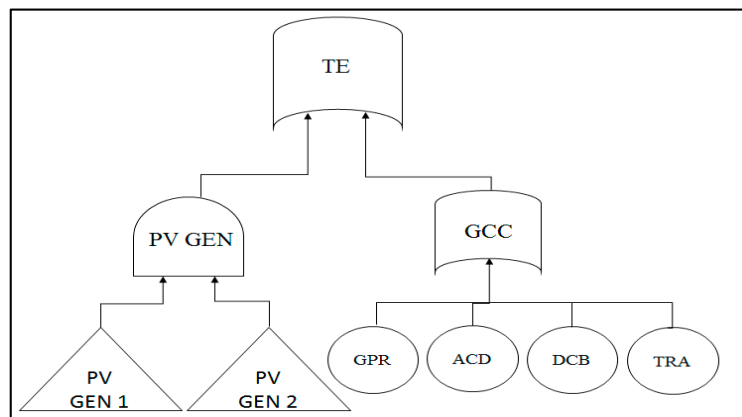 TE
PV GEN
GCC
GPR
ACD
DCB
TRA
PV
GEN 1
PV
GEN 2